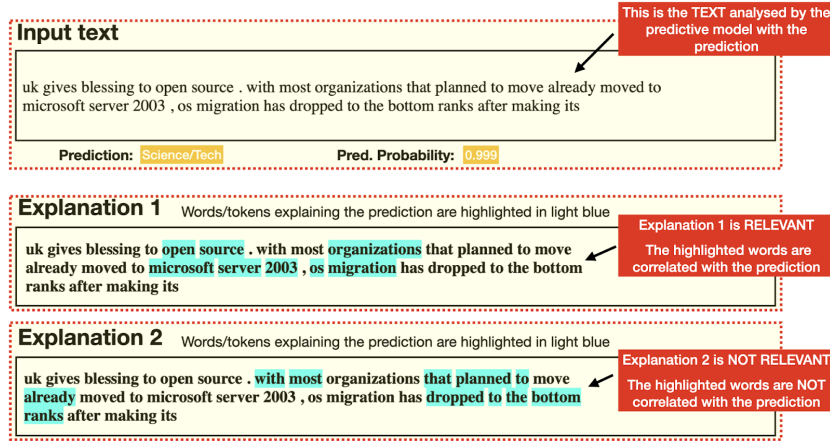 Input text
This is the TEXT analysed by the
predictive model with the
prediction
uk gives blessing to open source . with most organizations that planned to move already moved to
microsoft server 2003 , os migration has dropped to the bottom ranks after making its
Prediction: Science/Tech Pred. Probability: 0.999
Explanation 1 Words/tokens explaining the prediction are highlighted in light blue
uk gives blessing to open source . with most organizations that planned to move
already moved to microsoft server 2003 , os migration has dropped to the bottom
ranks after making its
Explanation 1 is RELEVANT
The highlighted words are
correlated with the prediction
Explanation 2 Words/tokens explaining the prediction are highlighted in light blue
uk gives blessing to open source . with most organizations that planned to move
already moved to microsoft server 2003 , os migration has dropped to the bottom
ranks after making its
Explanation 2 is NOT RELEVANT
The highlighted words are NOT
correlated with the prediction